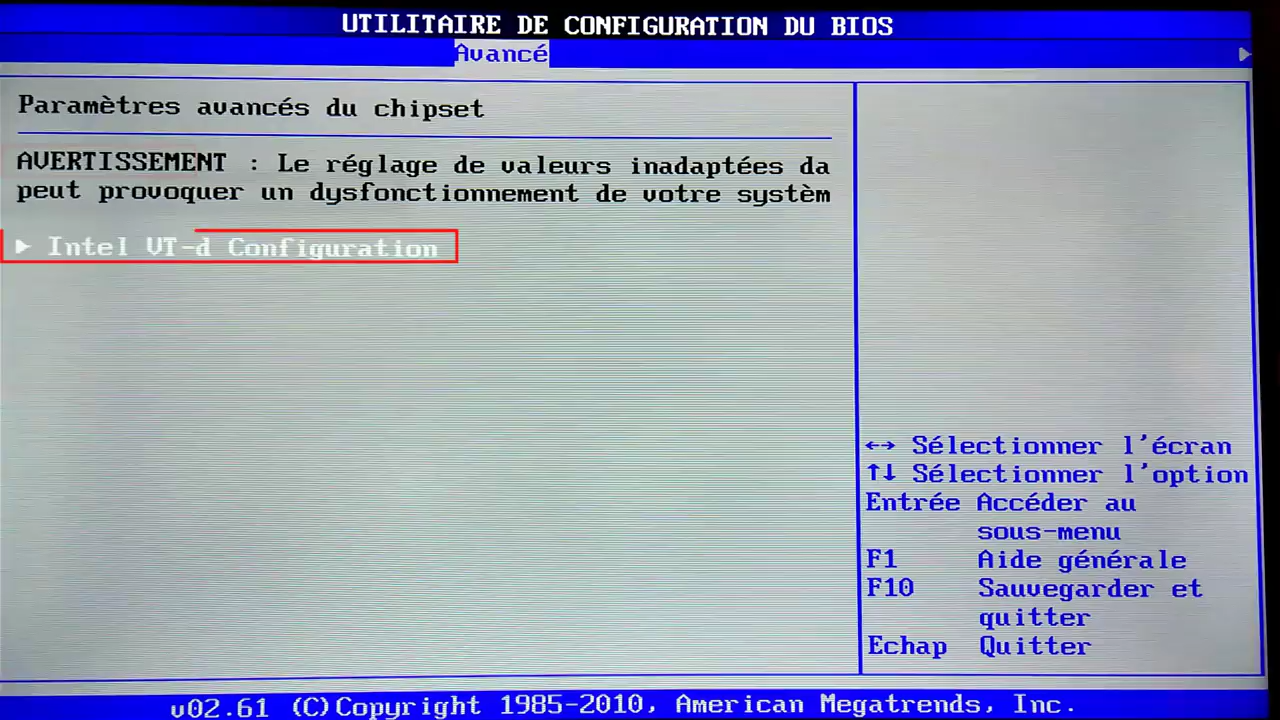 UTILITAIRE DE CONFIGURATION DU BIOS
Avancé
Paramètres avancés du chipset
AVERTISSEMENT : Le réglage de valeurs inadaptées da
peut provoquer un dysfonctionnement de votre systèm
Intel VT-d Configuration
←→ Sélectionner l'écran
↑↓ Sélectionner l'option
Entrée Accéder au
sous-menu
F1 Aide générale
F10 Sauvegarder et
quitter
Echap Quitter
v02.61 (C)Copyright 1985-2010, American Megatrends, Inc.